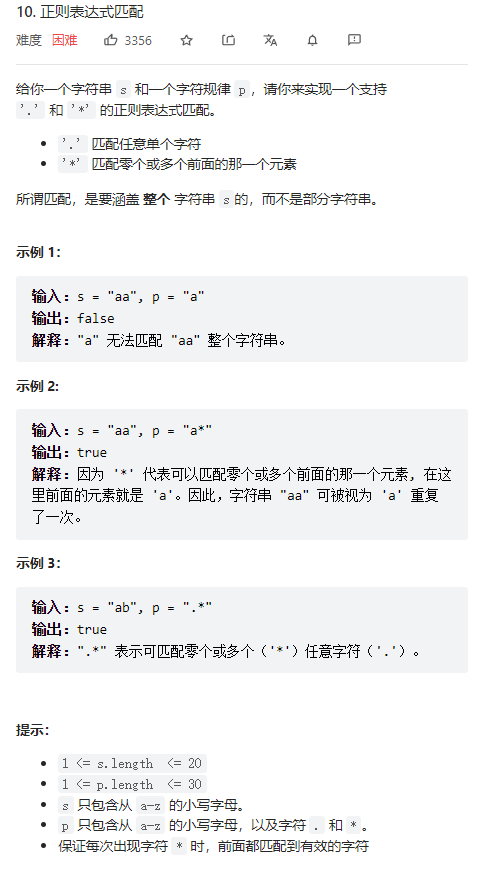 10. 正则表达式匹配
难度 困难 3356
给你一个字符串 s 和一个字符规律 p，请你来实现一个支持
'.' 和 '*' 的正则表达式匹配。
'.' 匹配任意单个字符
'*' 匹配零个或多个前面的那一个元素
所谓匹配，是要涵盖 整个 字符串 s 的，而不是部分字符串。
示例 1：
输入：s = "aa", p = "a"
输出：false
解释："a" 无法匹配 "aa" 整个字符串。
示例 2:
输入：s = "aa", p = "a*"
输出：true
解释：因为 '*' 代表可以匹配零个或多个前面的那一个元素, 在这
里前面的元素就是 'a'。因此，字符串 "aa" 可被视为 'a' 重复
了一次。
示例 3：
输入：s = "ab", p = ".*"
输出：true
解释：".*" 表示可匹配零个或多个（'*'）任意字符（'.'）。
提示：
1 <= s.length <= 20
1 <= p.length <= 30
s 只包含从 a-z 的小写字母。
p 只包含从 a-z 的小写字母，以及字符 . 和 *。
保证每次出现字符 * 时，前面都匹配到有效的字符